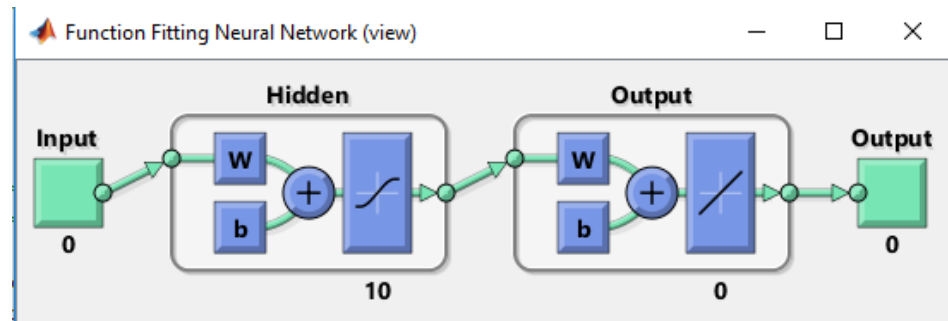 Function Fitting Neural Network (view)
Hidden Output
Input Output
W W
b b
0 10 0 0